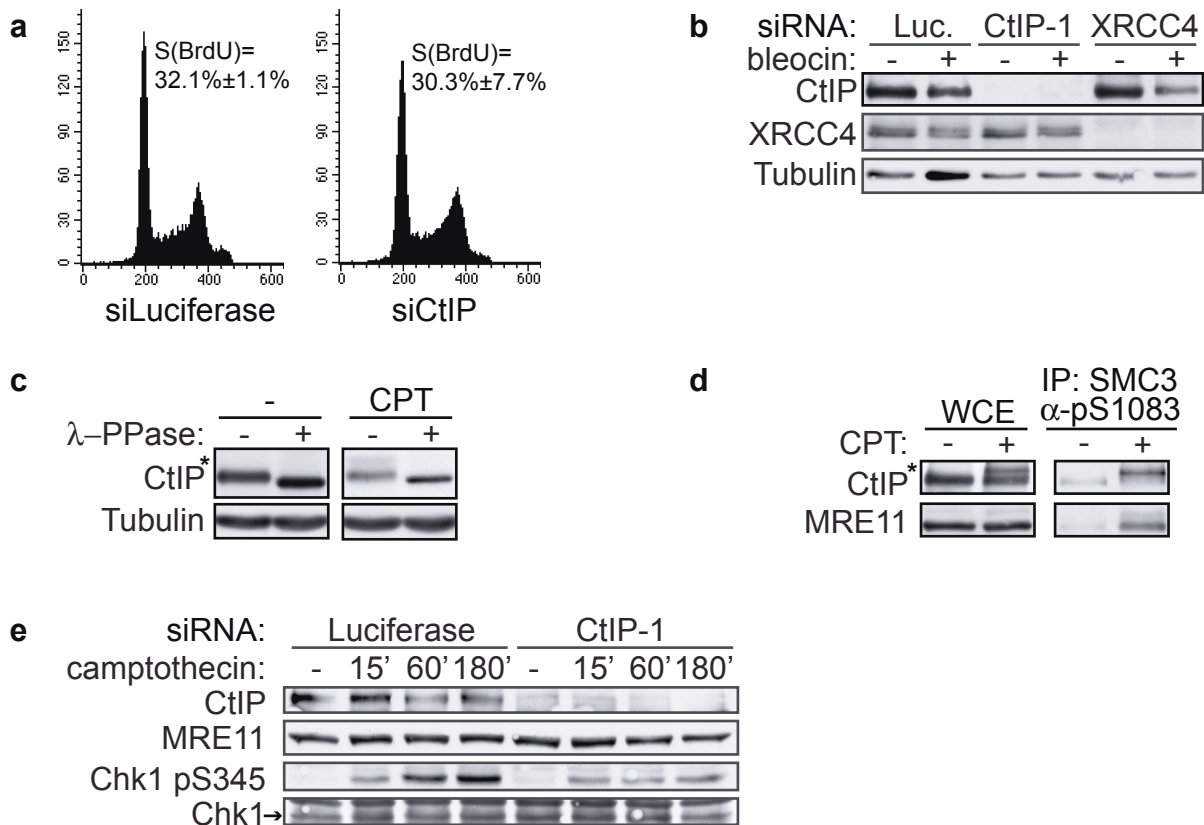 a
S(BrdU)=
32.1%±1.1%
150
120
90
60
30
0
0 200 400 600
siLuciferase
S(BrdU)=
30.3%±7.7%
150
120
90
60
30
0
0 200 400 600
siCtIP
b
siRNA: Luc. CtIP-1 XRCC4
bleocin: - + - + - +
CtIP
XRCC4
Tubulin
c
- CPT
λ–PPase: - + - +
CtIP*
Tubulin
d
IP: SMC3
WCE α-pS1083
CPT: - + - +
CtIP*
MRE11
e
siRNA: Luciferase CtIP-1
camptothecin: - 15’ 60’ 180’ - 15’ 60’ 180’
CtIP
MRE11
Chk1 pS345
Chk1→